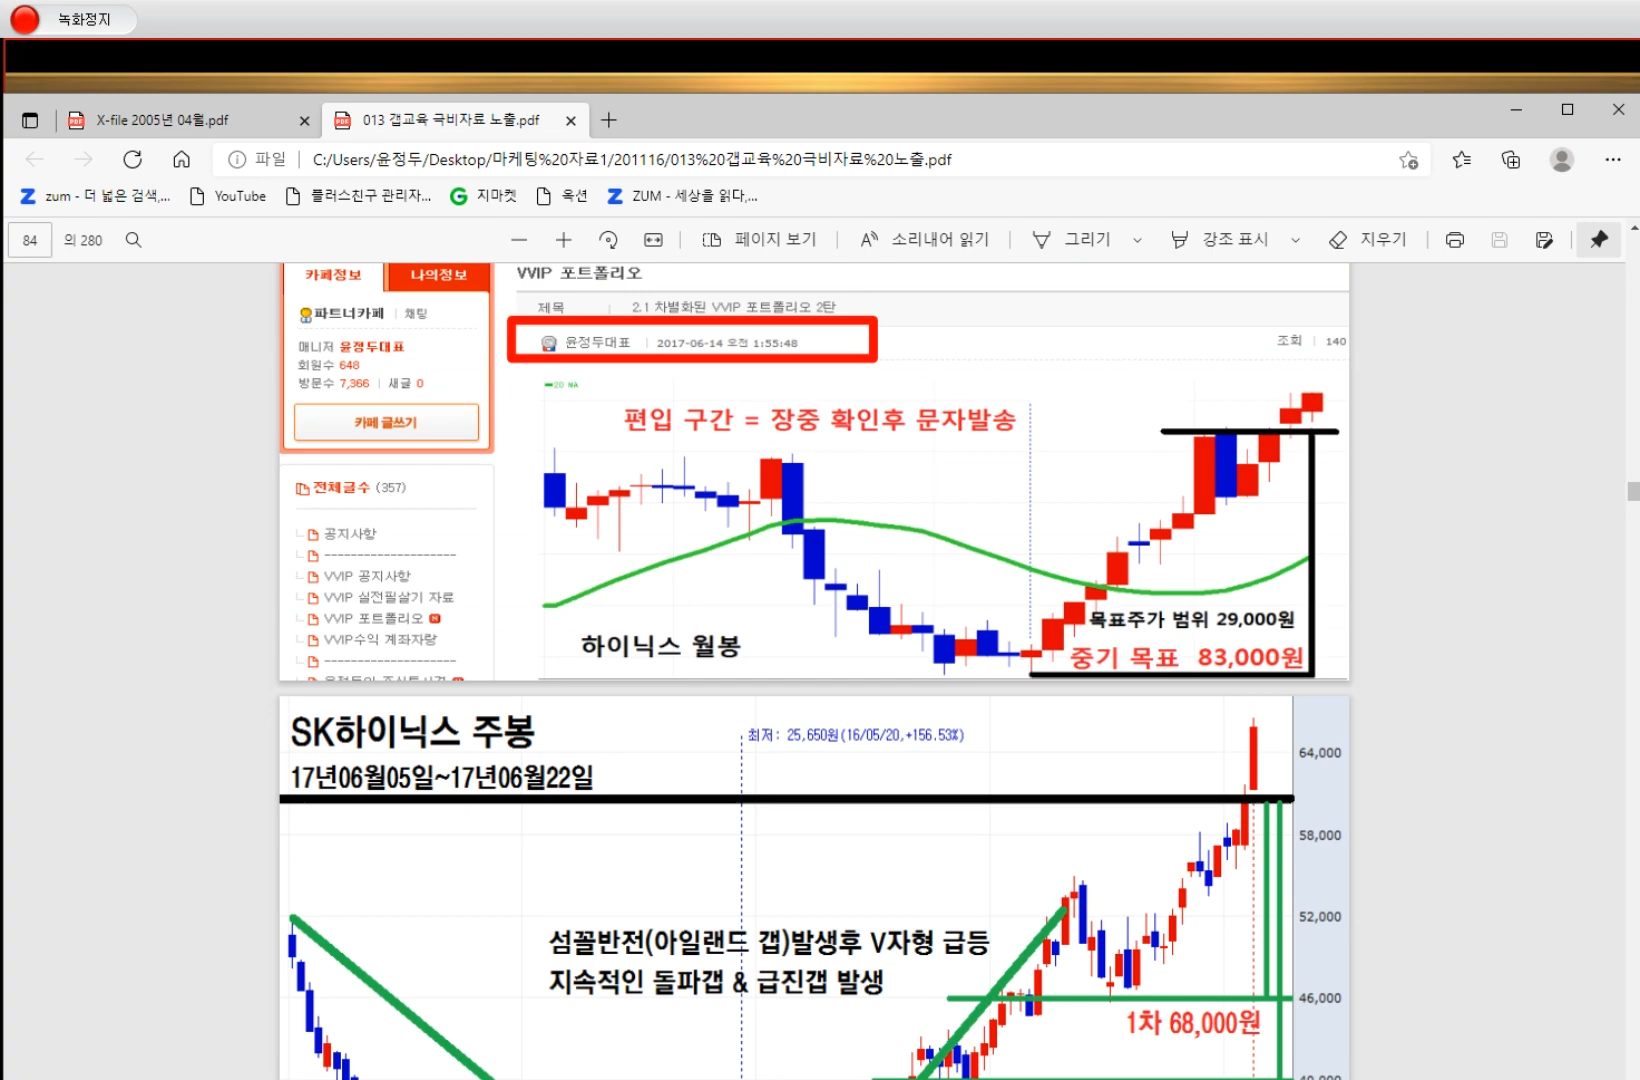 녹화정지
X-file 2005년 04월.pdf
013 갭교육 극비자료 노출.pdf
파일
C:/Users/윤정두/Desktop/마케팅%20자료1/201116/013%20갭교육%20극비자료%20노출.pdf
zum - 더 넓은 검색,...
YouTube
플러스친구 관리자...
지마켓
옥션
ZUM - 세상을 읽다,...
84
의 280
페이지 보기
소리내어 읽기
그리기
강조 표시
지우기
카페정보
나의정보
VVIP 포트폴리오
제목
2.1 차별화된 VVIP 포트폴리오 2탄
파트너카페 | 채팅
윤정두대표 | 2017-06-14 오전 1:55:48
조회 | 140
매니저 윤정두대표
회원수 648
방문수 7,366 | 새글 0
카페 글쓰기
20 MA
편입 구간 = 장중 확인후 문자발송
전체글수 (357)
공지사항
--------------------
VVIP 공지사항
VVIP 실전필살기 자료
VVIP 포트폴리오 N
VVIP수익 계좌자랑
--------------------
하이닉스 월봉
목표주가 범위 29,000원
중기 목표 83,000원
SK하이닉스 주봉
17년06월05일~17년06월22일
최저: 25,650원(16/05/20,+156.53%)
64,000
58,000
52,000
46,000
섬꼴반전(아일랜드 갭)발생후 V자형 급등
지속적인 돌파갭 & 급진갭 발생
1차 68,000원